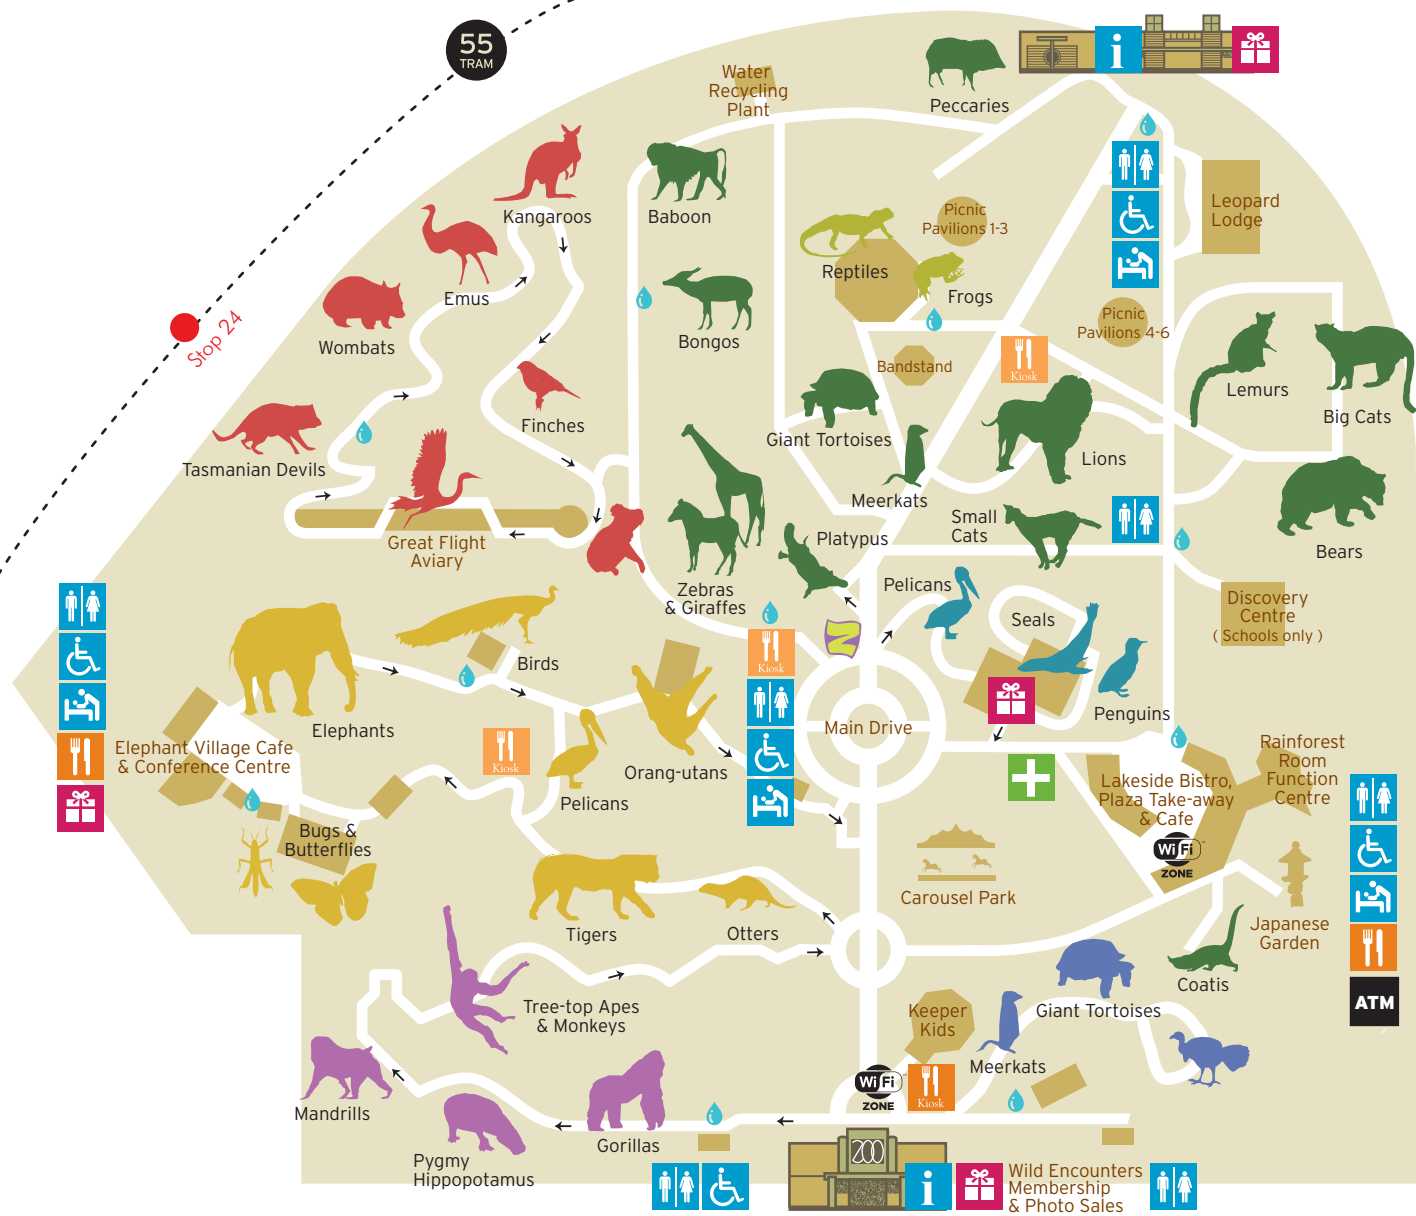 55
TRAM
Stop 24
Water
Recycling
Plant
Peccaries
i
Kangaroos
Baboon
Leopard
Lodge
Picnic
Pavilions 1-3
Reptiles
Frogs
Emus
Wombats
Bongos
Picnic
Pavilions 4-6
Bandstand
Kiosk
Lemurs
Big Cats
Finches
Giant Tortoises
Lions
Tasmanian Devils
Meerkats
Small
Cats
Platypus
Bears
Great Flight
Aviary
Zebras
& Giraffes
Pelicans
Seals
Discovery
Centre
( Schools only )
Birds
Kiosk
Penguins
Elephants
Main Drive
Elephant Village Cafe
& Conference Centre
Kiosk
Orang-utans
Pelicans
Rainforest
Room
Function
Centre
Lakeside Bistro,
Plaza Take-away
& Cafe
Bugs &
Butterflies
WiFi
ZONE
Carousel Park
Tigers
Otters
Japanese
Garden
Coatis
ATM
Tree-top Apes
& Monkeys
Keeper
Kids
Giant Tortoises
Meerkats
WiFi
ZONE
Kiosk
Mandrills
Gorillas
Pygmy
Hippopotamus
ZOO
i
Wild Encounters
Membership
& Photo Sales